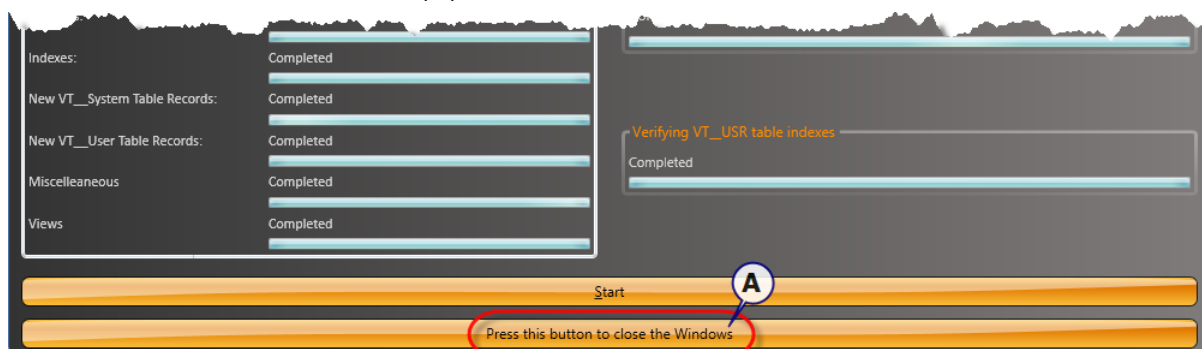 Indexes: Completed
New VT__System Table Records: Completed
New VT__User Table Records: Completed
Miscelleaneous Completed
Views Completed
Verifying VT__USR table indexes
Completed
Start
A
Press this button to close the Windows